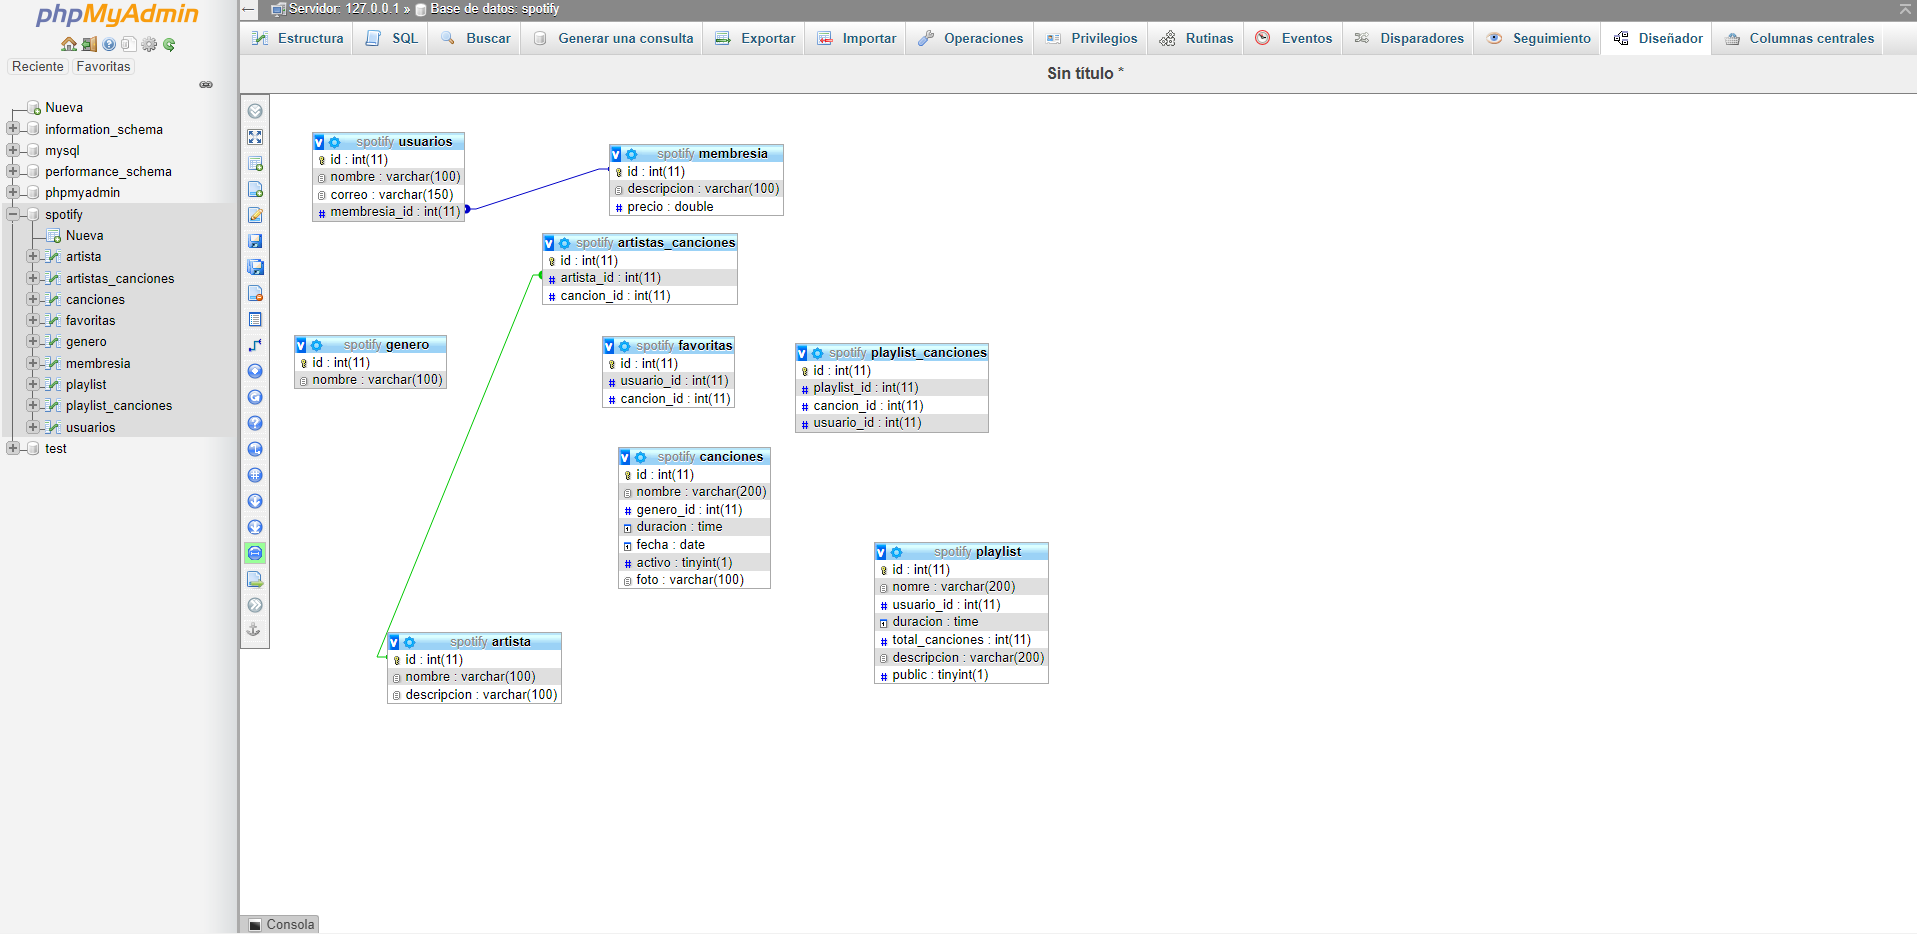 phpMyAdmin
Reciente Favoritas
Nueva
information_schema
mysql
performance_schema
phpmyadmin
spotify
Nueva
artista
artistas_canciones
canciones
favoritas
genero
membresia
playlist
playlist_canciones
usuarios
test
Servidor: 127.0.0.1 » Base de datos: spotify
Estructura SQL Buscar Generar una consulta Exportar Importar Operaciones Privilegios Rutinas Eventos Disparadores Seguimiento Diseñador Columnas centrales
Sin título *
v spotify usuarios
id : int(11)
nombre : varchar(100)
correo : varchar(150)
# membresia_id : int(11)
v spotify membresia
id : int(11)
descripcion : varchar(100)
# precio : double
v spotify artistas_canciones
id : int(11)
# artista_id : int(11)
# cancion_id : int(11)
v spotify genero
id : int(11)
nombre : varchar(100)
v spotify favoritas
id : int(11)
# usuario_id : int(11)
# cancion_id : int(11)
v spotify playlist_canciones
id : int(11)
# playlist_id : int(11)
# cancion_id : int(11)
# usuario_id : int(11)
v spotify canciones
id : int(11)
nombre : varchar(200)
# genero_id : int(11)
duracion : time
fecha : date
# activo : tinyint(1)
foto : varchar(100)
v spotify playlist
id : int(11)
nomre : varchar(200)
# usuario_id : int(11)
duracion : time
# total_canciones : int(11)
descripcion : varchar(200)
# public : tinyint(1)
v spotify artista
id : int(11)
nombre : varchar(100)
descripcion : varchar(100)
Consola